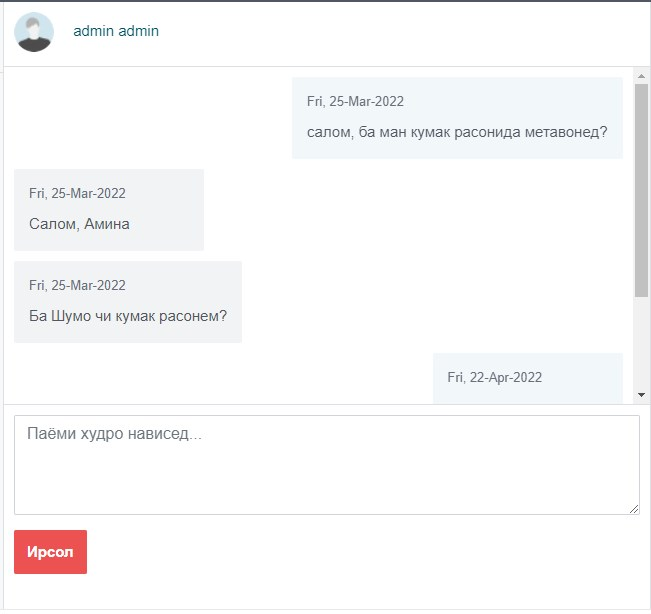 admin admin
Fri, 25-Mar-2022
салом, ба ман кумак расонида метавонед?
Fri, 25-Mar-2022
Салом, Амина
Fri, 25-Mar-2022
Ба Шумо чи кумак расонем?
Fri, 22-Apr-2022
Паёми худро нависед...
Ирсол